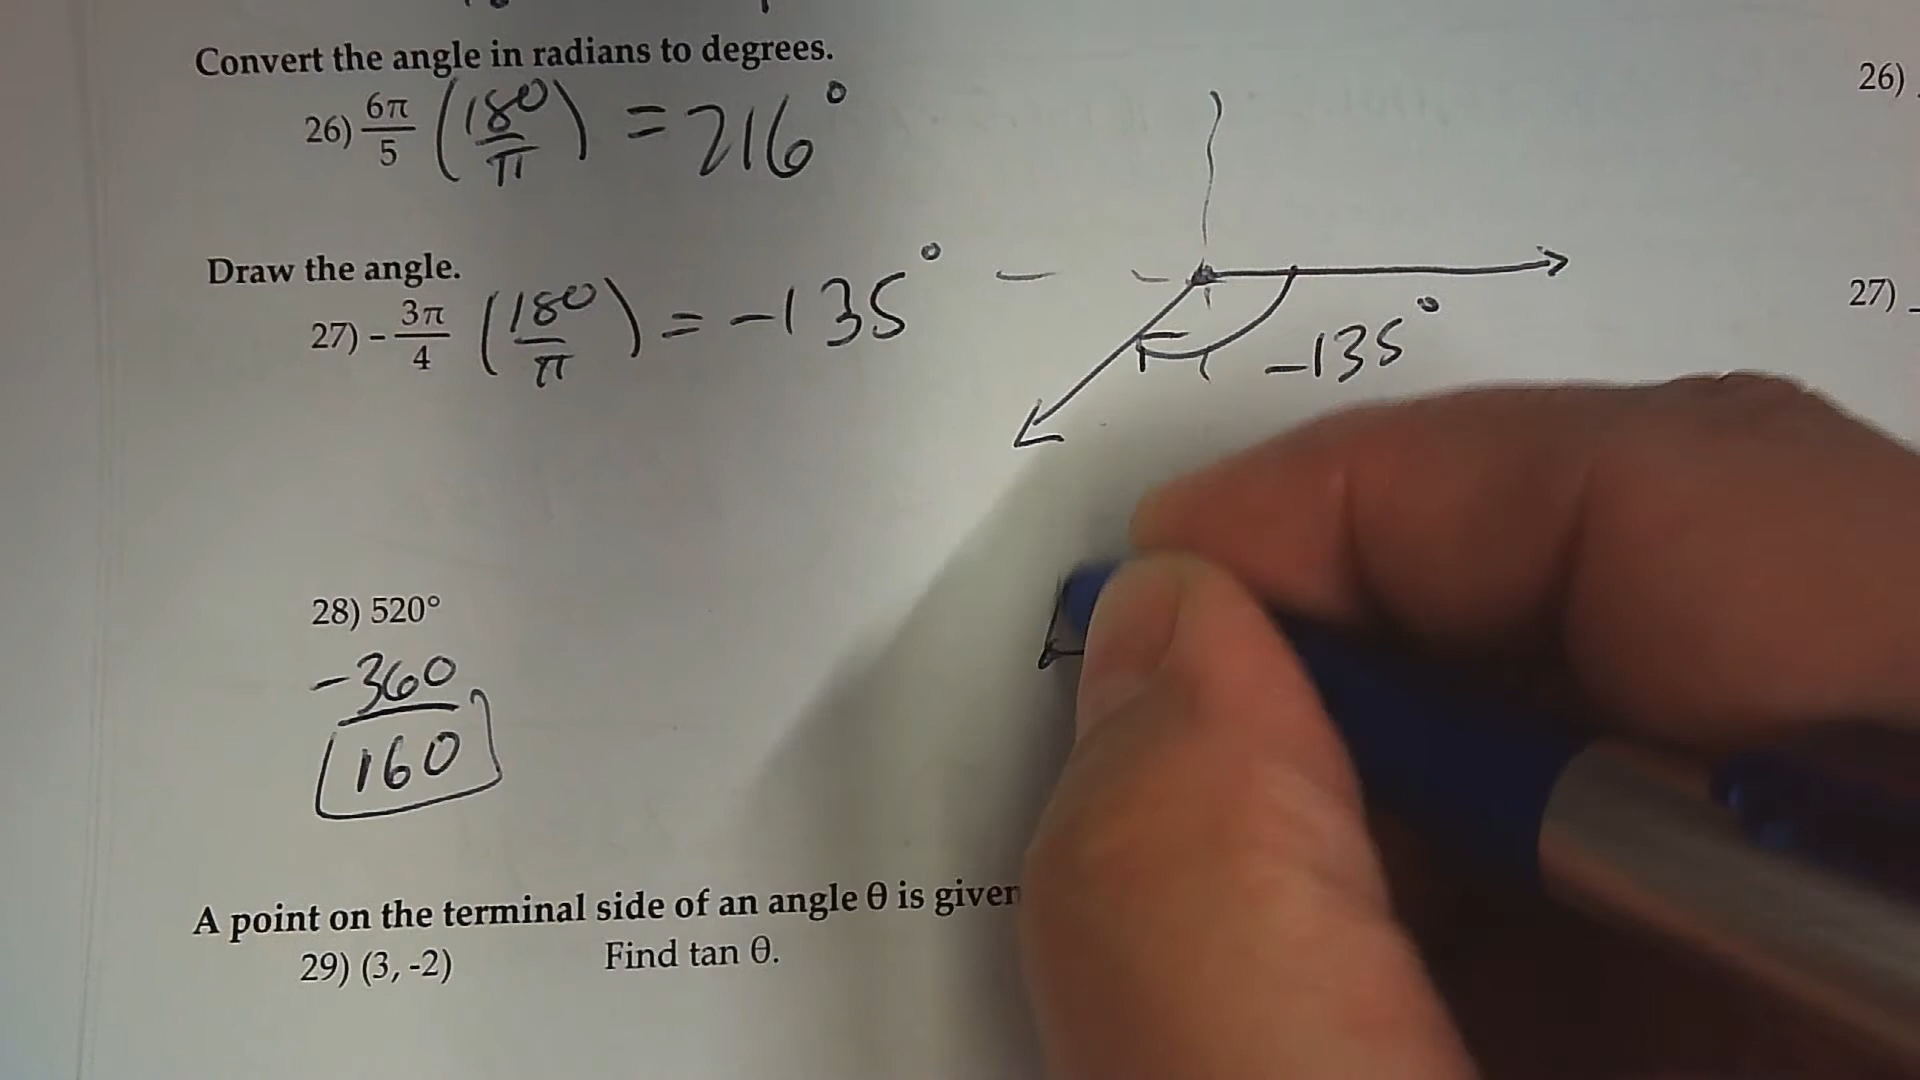 Convert the angle in radians to degrees.
26) 6π/5 (180/π) = 216°
26)
Draw the angle.
27) - 3π/4 (180/π) = -135°
-135°
27)
28) 520°
-360
160
A point on the terminal side of an angle θ is given
29) (3, -2) Find tan θ.